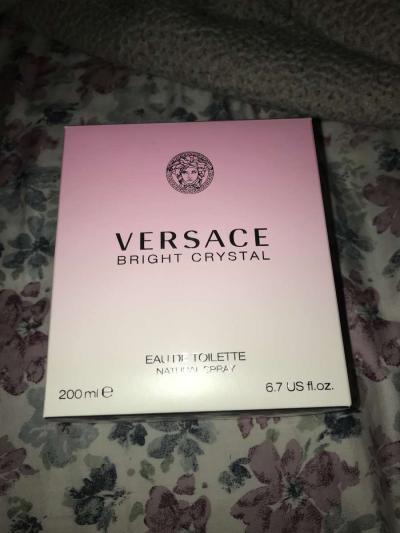 VERSACE
BRIGHT CRYSTAL
EAU DE TOILETTE
NATURAL SPRAY
200 ml ℮ 6.7 US fl.oz.